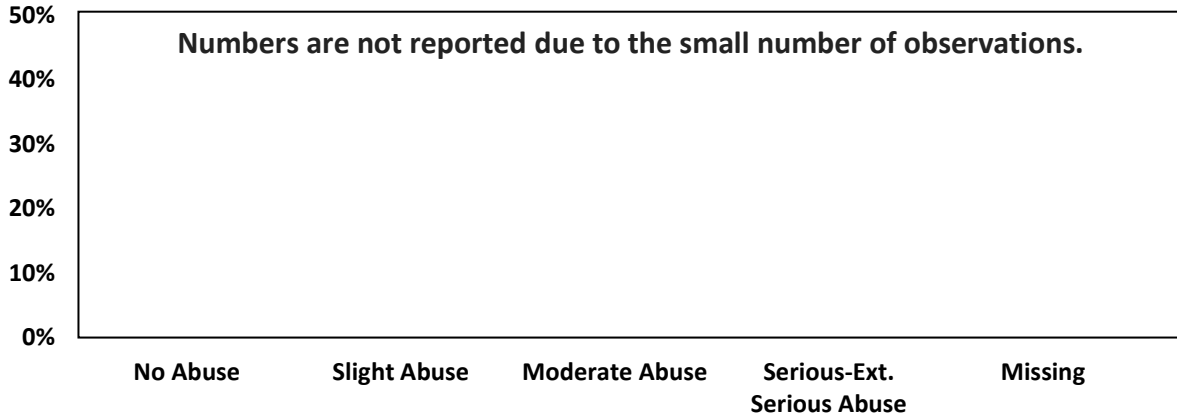 50%
Numbers are not reported due to the small number of observations.
40%
30%
20%
10%
0%
No Abuse
Slight Abuse
Moderate Abuse
Serious-Ext.
Serious Abuse
Missing